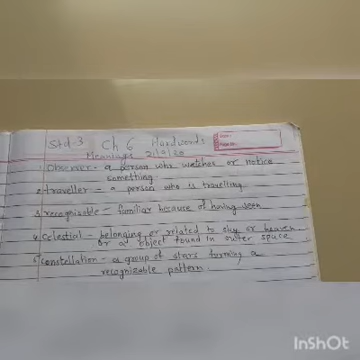 Std-3 Ch 6 Hardwords
Meanings
1. Observer - a person who watches or notice
something.
2. traveller - a person who is travelling.
3. recognisable - familiar because of having seen
4. Celestial - belonging or related to sky or heaven
or an object found in outer space
5. Constellation - a group of stars forming a
recognizable pattern
InShOt